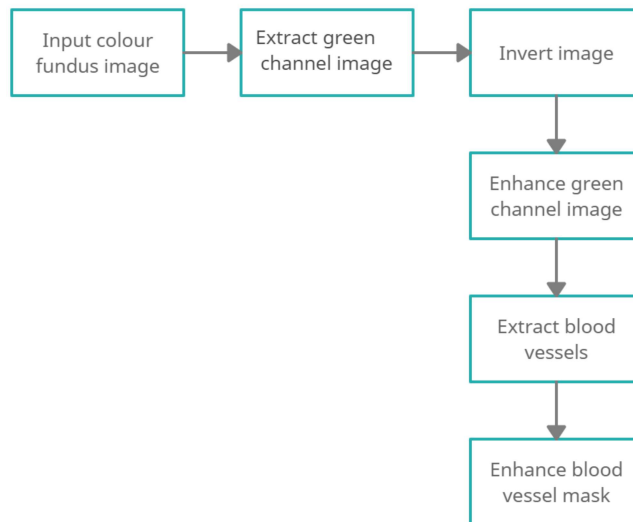 Input colour
fundus image
Extract green
channel image
Invert image
Enhance green
channel image
Extract blood
vessels
Enhance blood
vessel mask